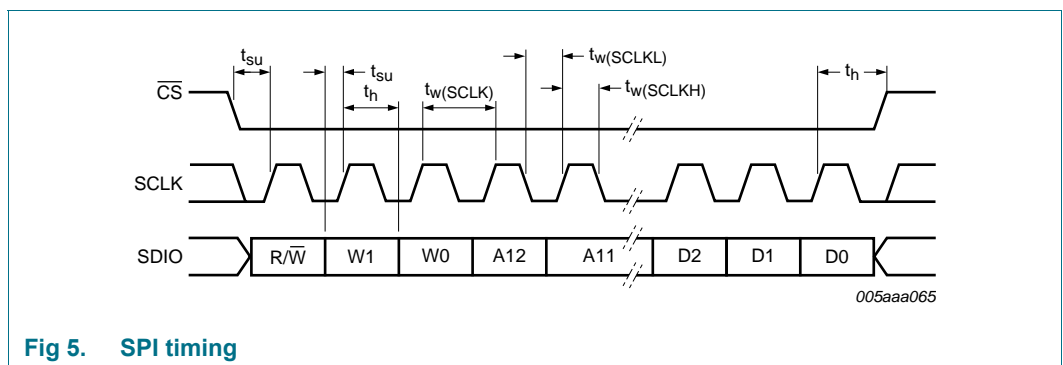 tsu
tsu
th
tw(SCLK)
tw(SCLKL)
tw(SCLKH)
th
CS
SCLK
SDIO
R/W
W1
W0
A12
A11
D2
D1
D0
005aaa065
Fig 5. SPI timing